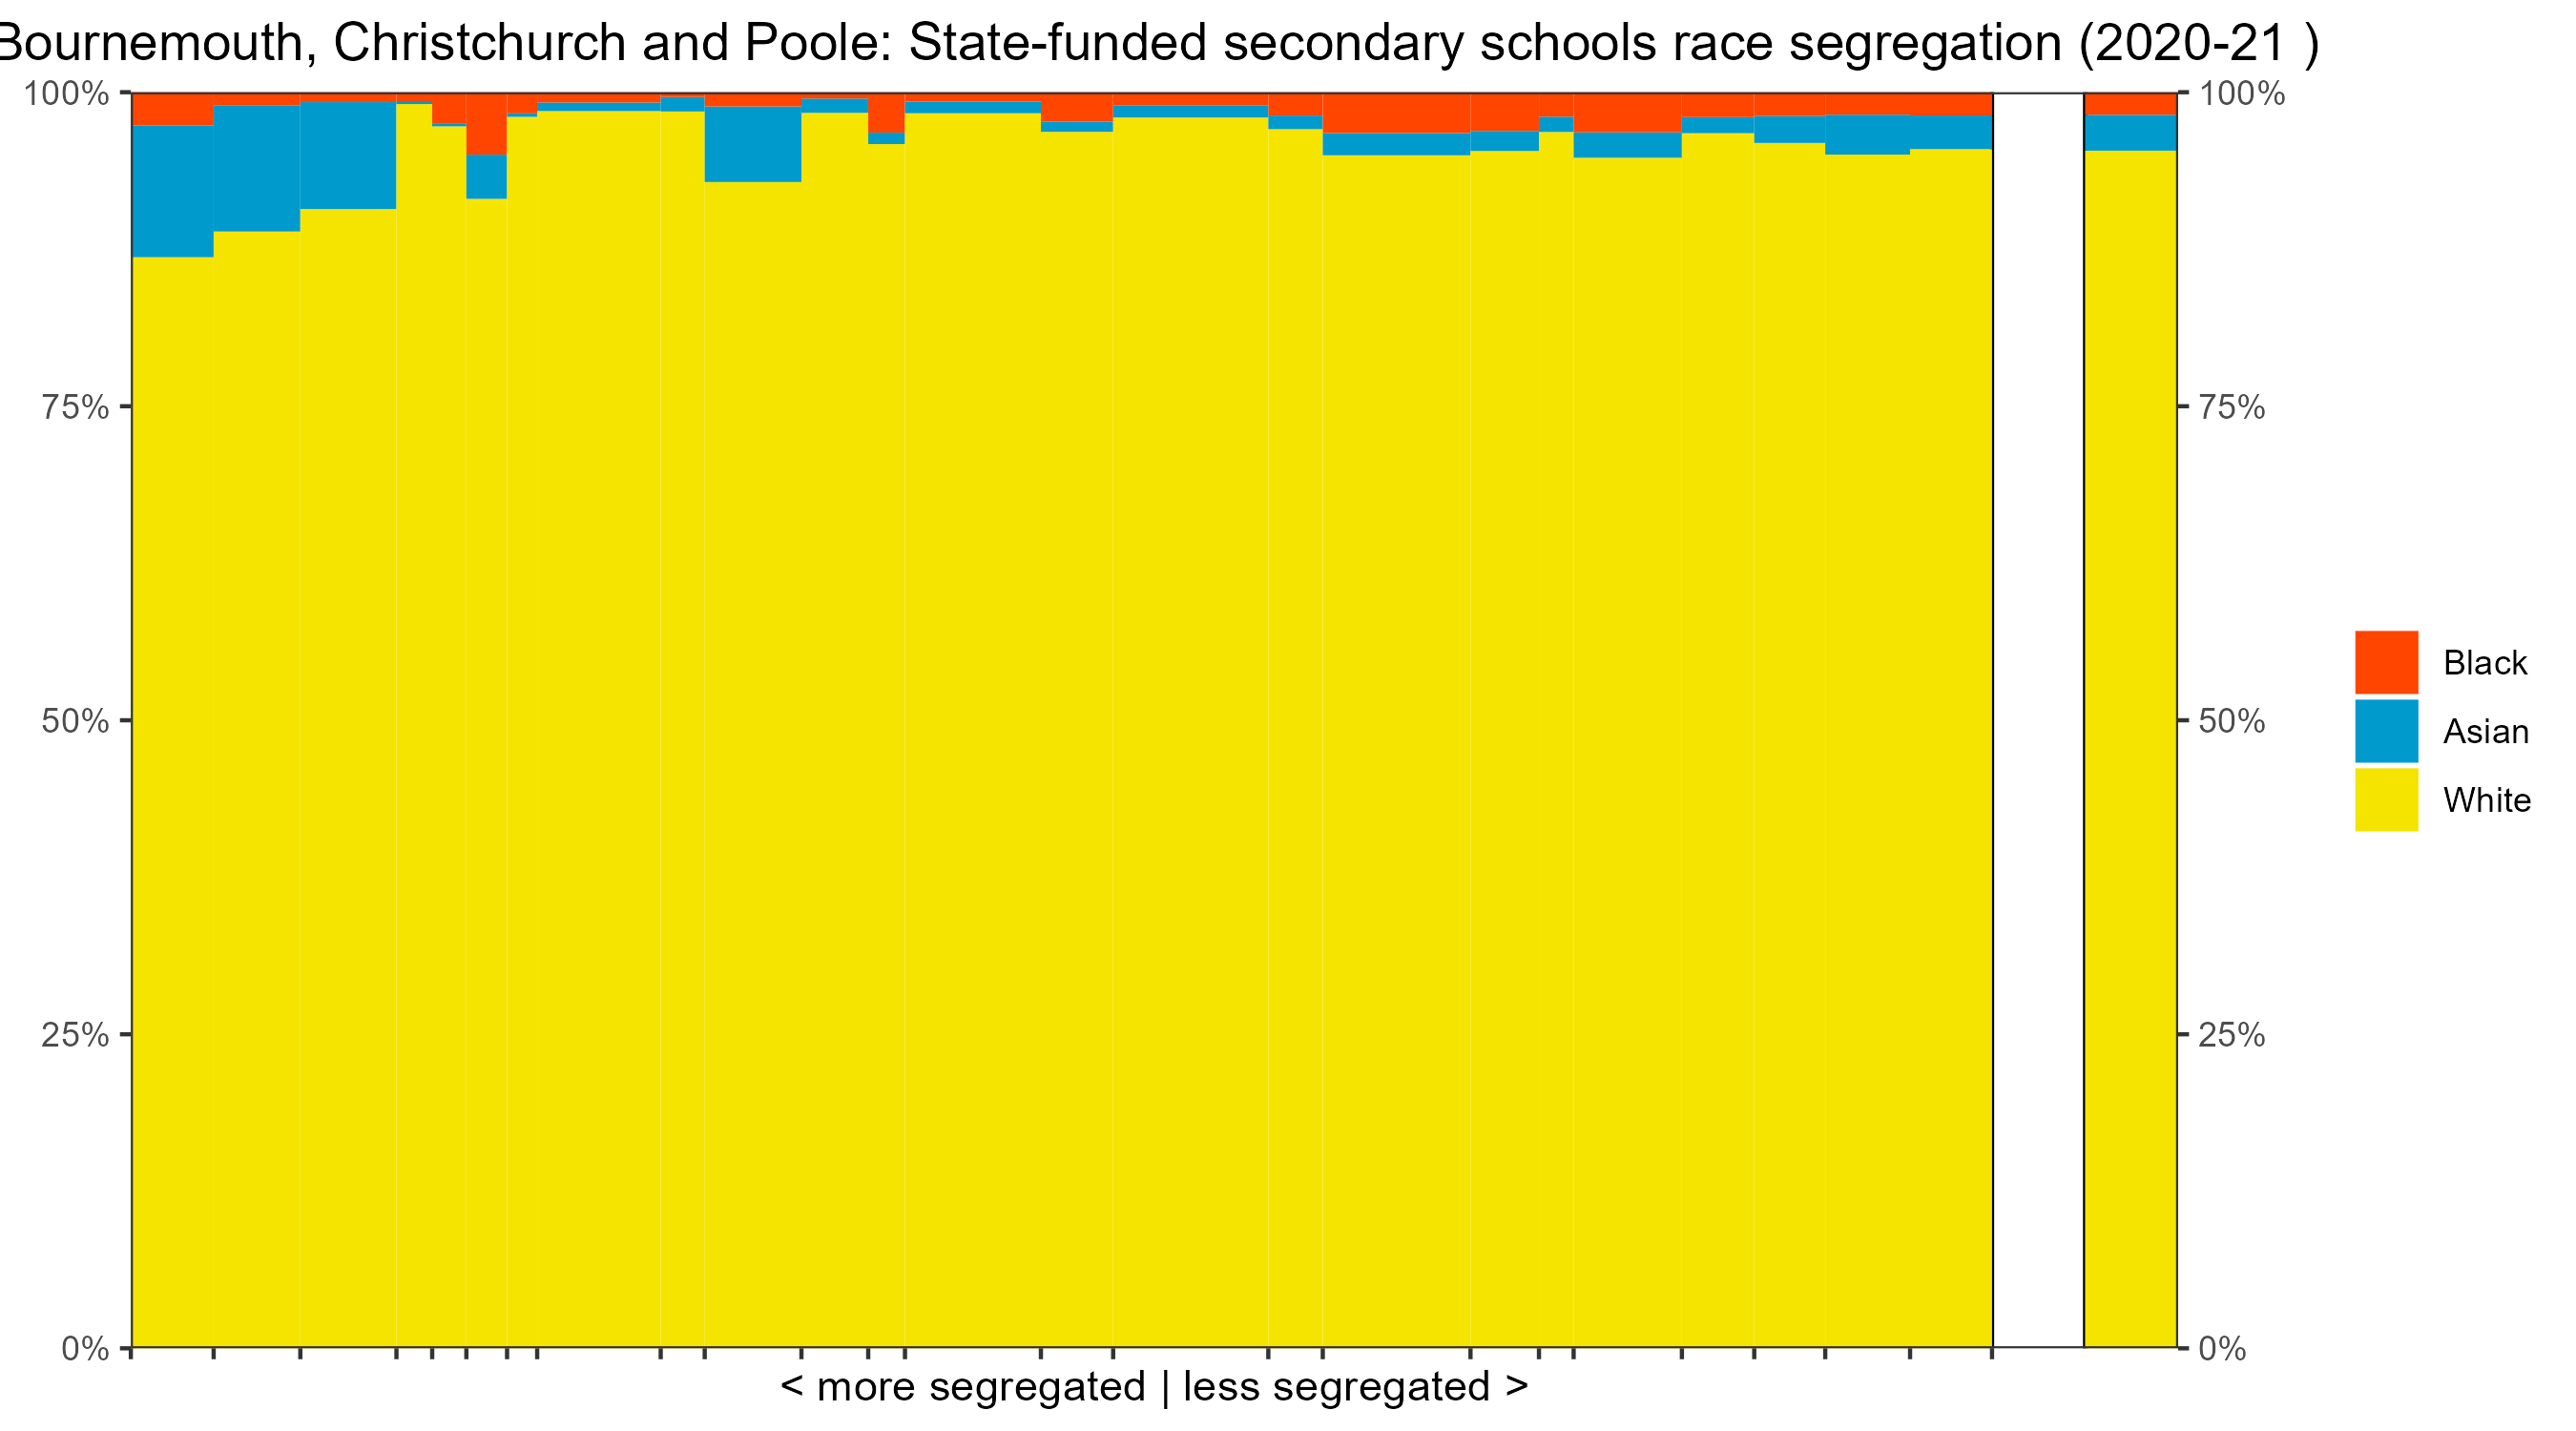 Bournemouth, Christchurch and Poole: State-funded secondary schools race segregation (2020-21 )
100%
75%
50%
25%
0%
100%
75%
50%
25%
0%
Black
Asian
White
< more segregated | less segregated >